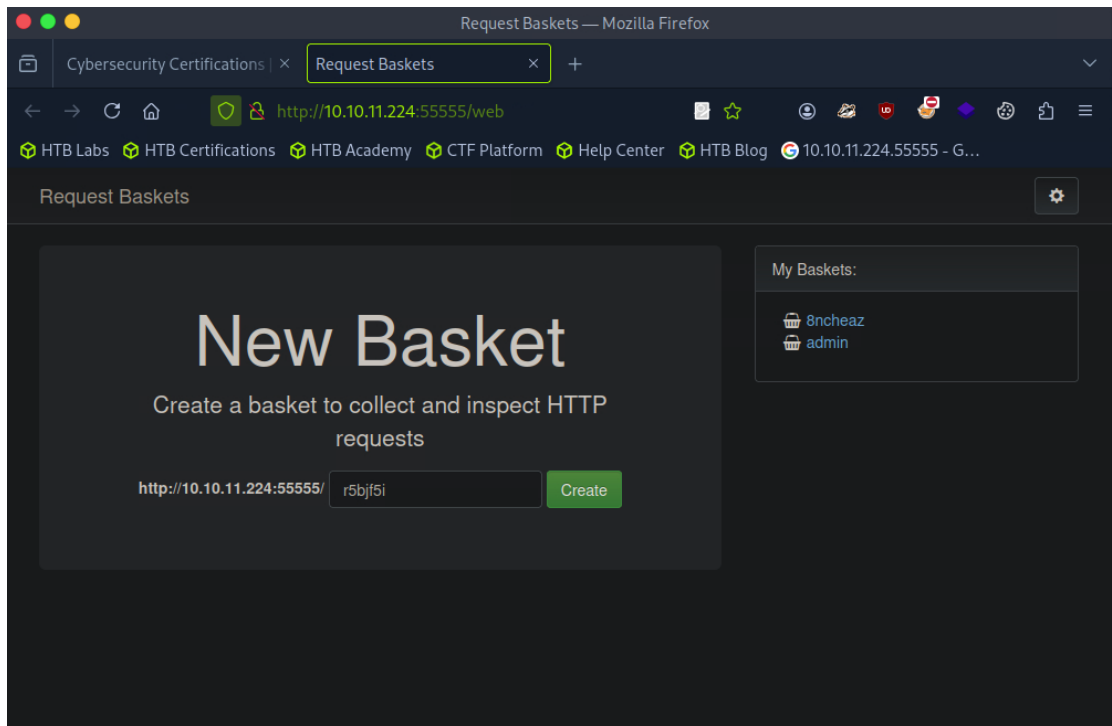 Request Baskets — Mozilla Firefox
Cybersecurity Certifications |
Request Baskets
http://10.10.11.224:55555/web
HTB Labs HTB Certifications HTB Academy CTF Platform Help Center HTB Blog 10.10.11.224.55555 - G...
Request Baskets
My Baskets:
8ncheaz
admin
New Basket
Create a basket to collect and inspect HTTP
requests
http://10.10.11.224:55555/ r5bjf5i Create